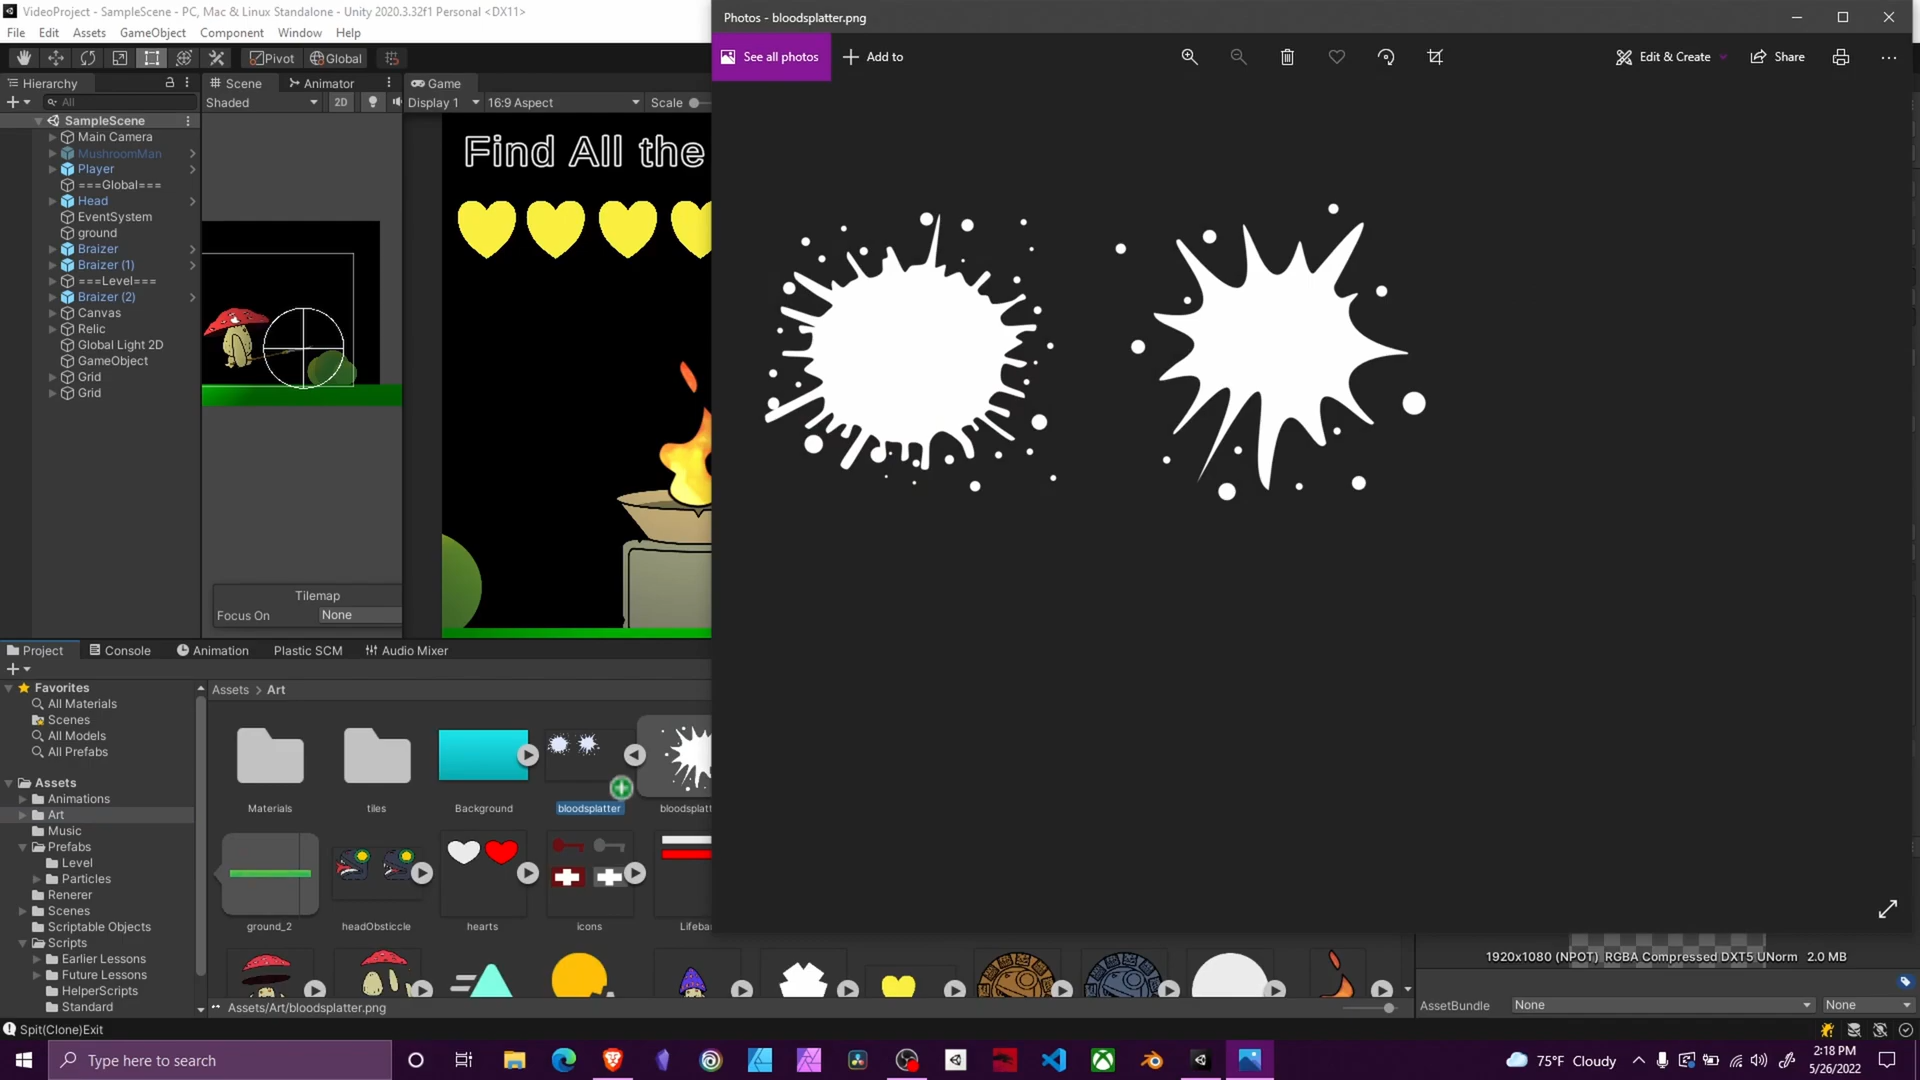 VideoProject - SampleScene - PC, Mac & Linux Standalone - Unity 2020.3.32f1 Personal <DX11>
Photos - bloodsplatter.png
File Edit Assets GameObject Component Window Help
See all photos
Add to
Edit & Create
Share
Pivot Global
Hierarchy
Scene
Animator
Game
All
Shaded
2D
Display 1
16:9 Aspect
Scale
SampleScene
Main Camera
MushroomMan
Player
===Global===
Head
EventSystem
ground
Braizer
Braizer (1)
===Level===
Braizer (2)
Canvas
Relic
Global Light 2D
GameObject
Grid
Grid
Find All the
Tilemap
Focus On
None
Project
Console
Animation
Plastic SCM
Audio Mixer
Favorites
All Materials
Scenes
All Models
All Prefabs
Assets
Animations
Art
Music
Prefabs
Level
Particles
Renerer
Scenes
Scriptable Objects
Scripts
Earlier Lessons
Future Lessons
HelperScripts
Standard
Assets > Art
Materials
tiles
Background
bloodsplatter
bloodsplatt
ground_2
headObsticcle
hearts
icons
Lifeba
Assets/Art/bloodsplatter.png
1920x1080 (NPOT) RGBA Compressed DXT5 UNorm 2.0 MB
AssetBundle
None
None
Spit(Clone)Exit
Type here to search
75°F Cloudy
2:18 PM
5/26/2022